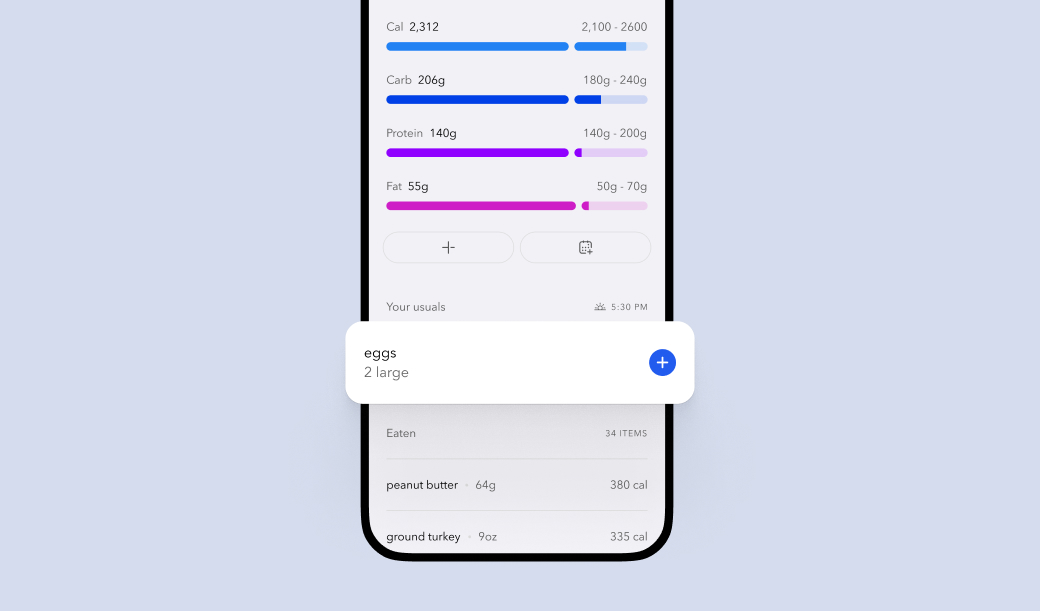 Cal 2,312 2,100 - 2600
Carb 206g 180g - 240g
Protein 140g 140g - 200g
Fat 55g 50g - 70g
Your usuals 5:30 PM
eggs
2 large
Eaten 34 ITEMS
peanut butter · 64g 380 cal
ground turkey · 9oz 335 cal